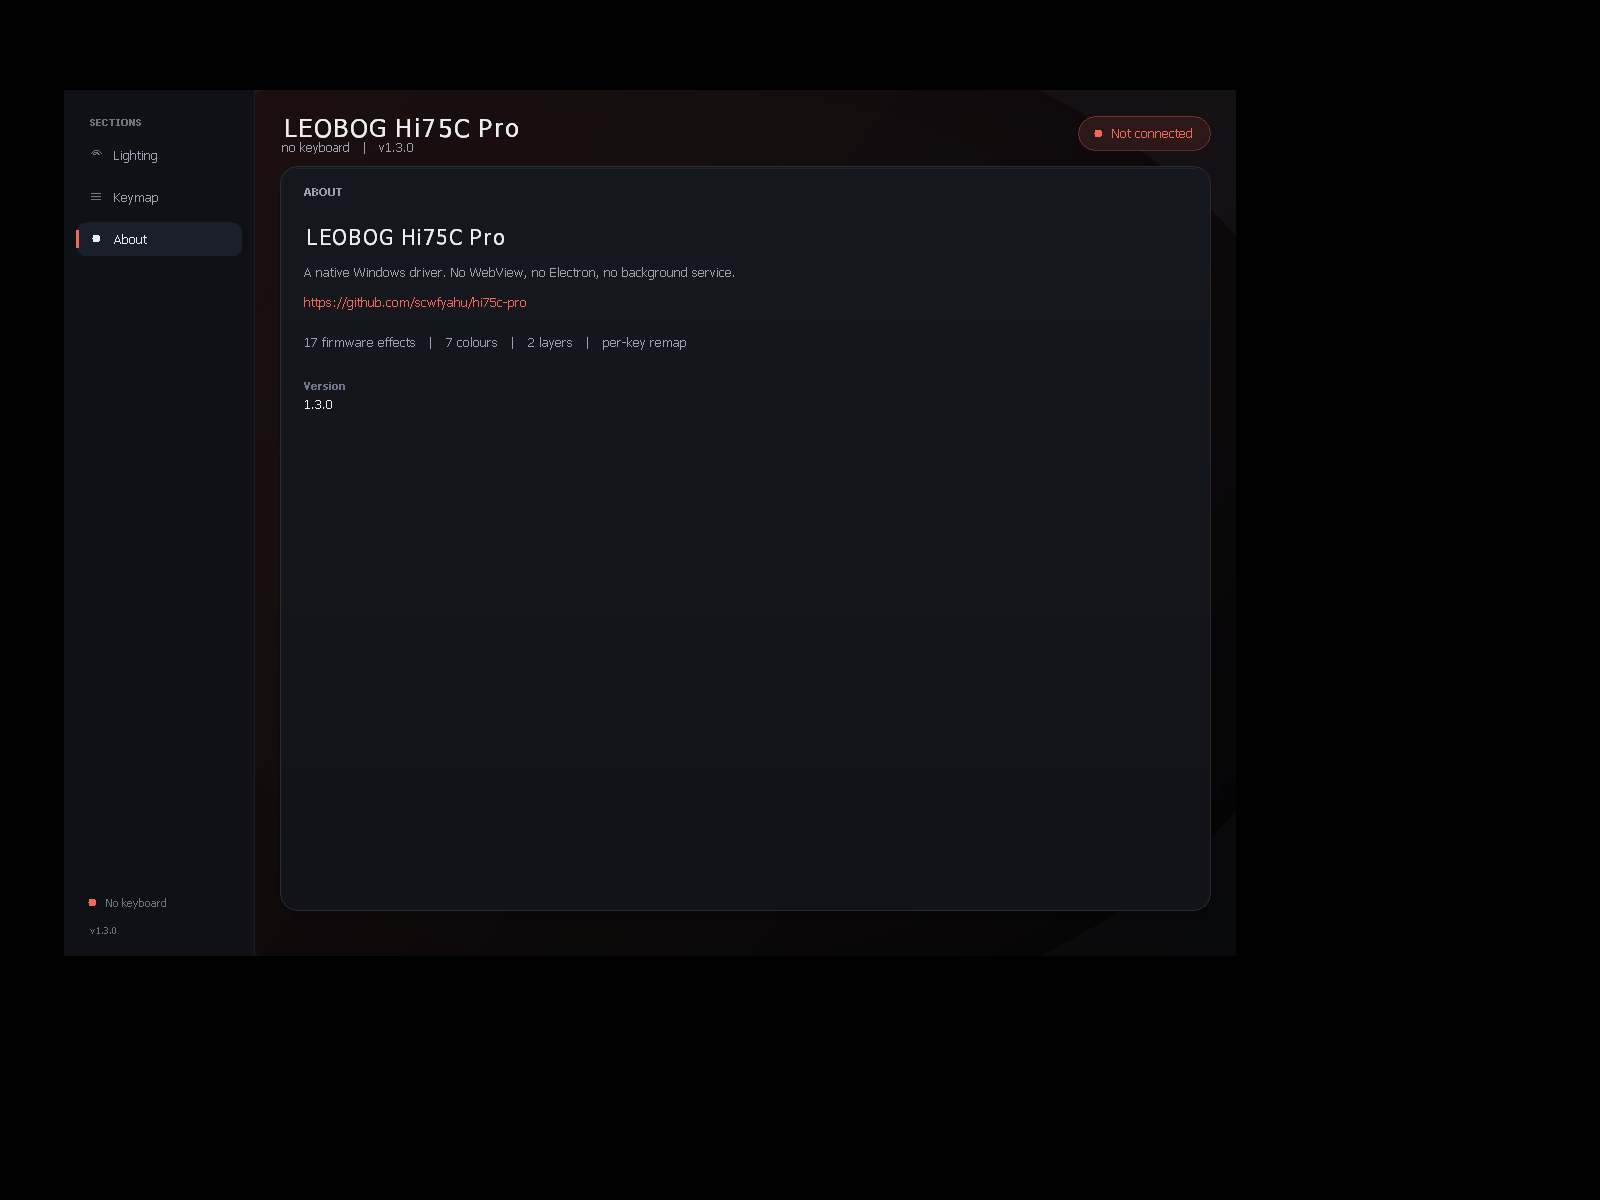 SECTIONS
Lighting
Keymap
About
No keyboard
v1.3.0
LEOBOG Hi75C Pro
no keyboard | v1.3.0
Not connected
ABOUT
LEOBOG Hi75C Pro
A native Windows driver. No WebView, no Electron, no background service.
https://github.com/scwfyahu/hi75c-pro
17 firmware effects | 7 colours | 2 layers | per-key remap
Version
1.3.0